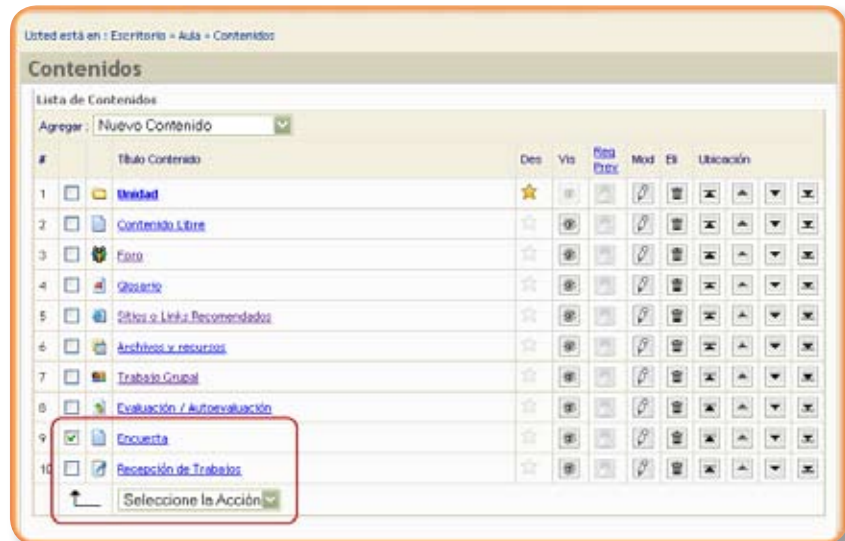 Usted está en : Escritorio » Aula » Contenidos
Contenidos
Lista de Contenidos
Agregar : Nuevo Contenido
# Título Contenido Des Vis Req Prev Mod Eli Ubicación
1 Unidad
2 Contenido Libre
3 Foro
4 Glosario
5 Sitios o Links Recomendados
6 Archivos y recursos
7 Trabajo Grupal
8 Evaluación / Autoevaluación
9 Encuesta
10 Recepción de Trabajos
Seleccione la Acción